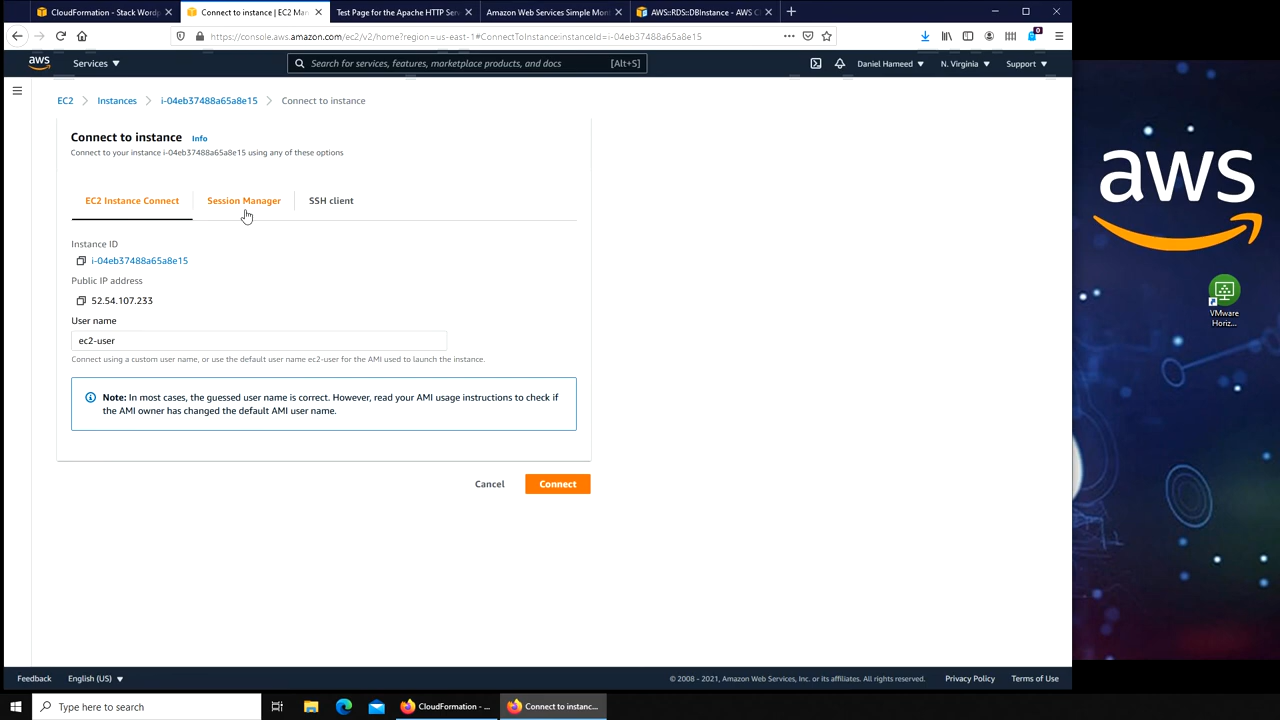 CloudFormation - Stack Wordp
Connect to instance | EC2 Man
Test Page for the Apache HTTP Serv
Amazon Web Services Simple Mon
AWS::RDS::DBInstance - AWS Cl
https://console.aws.amazon.com/ec2/v2/home?region=us-east-1#ConnectToInstance:instanceId=i-04eb37488a65a8e15
0
aws
Services
Search for services, features, marketplace products, and docs
[Alt+S]
Daniel Hameed
N. Virginia
Support
EC2
Instances
i-04eb37488a65a8e15
Connect to instance
Connect to instance Info
Connect to your instance i-04eb37488a65a8e15 using any of these options
EC2 Instance Connect
Session Manager
SSH client
Instance ID
i-04eb37488a65a8e15
Public IP address
52.54.107.233
User name
ec2-user
Connect using a custom user name, or use the default user name ec2-user for the AMI used to launch the instance.
Note: In most cases, the guessed user name is correct. However, read your AMI usage instructions to check if
the AMI owner has changed the default AMI user name.
Cancel
Connect
aws
VMware
Horiz...
Feedback
English (US)
© 2008 - 2021, Amazon Web Services, Inc. or its affiliates. All rights reserved.
Privacy Policy
Terms of Use
Type here to search
CloudFormation - ...
Connect to instanc...